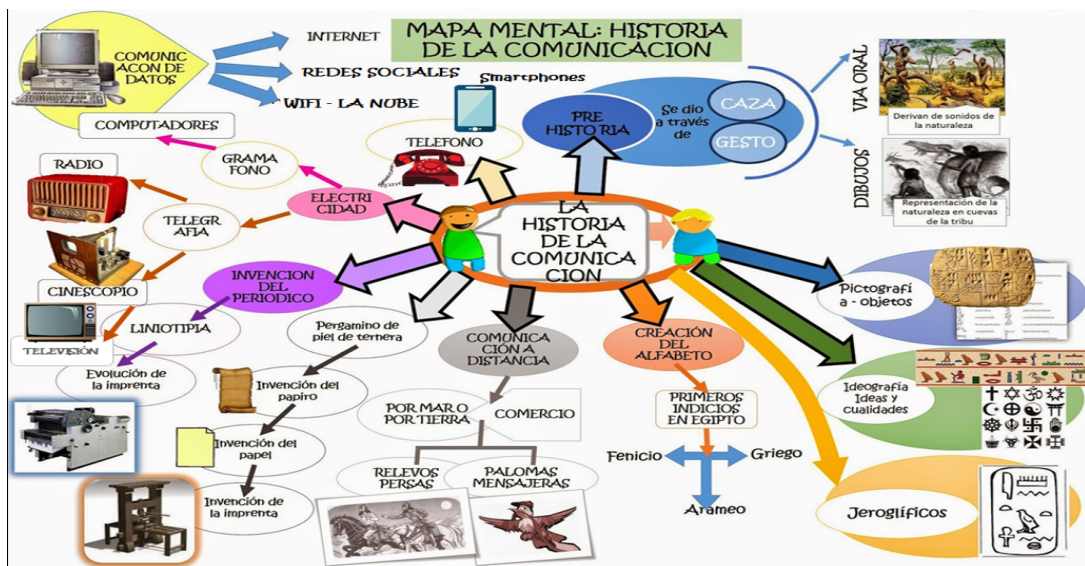 MAPA MENTAL: HISTORIA
DE LA COMUNICACION
COMUNIC
ACON DE
DATOS
INTERNET
REDES SOCIALES
WIFI - LA NUBE
Smartphones
TELEFONO
COMPUTADORES
GRAMA
FONO
ELECTRI
CIDAD
RADIO
TELEGR
AFIA
CINESCOPIO
TELEVISIÓN
PRE
HISTORIA
Se dio
a través
de
CAZA
GESTO
VIA ORAL
Derivan de sonidos de
la naturaleza
DIBUJOS
Representación de la
naturaleza en cuevas de
la tribu
LA
HISTORIA
DE LA
COMUNICA
CION
INVENCION
DEL
PERIODICO
LINIOTIPIA
Evolución de
la imprenta
Pergamino de
piel de ternera
Invención del
papiro
Invención del
papel
Invención de
la imprenta
COMUNICA
CIÓN A
DISTANCIA
POR MAR O
POR TIERRA
COMERCIO
RELEVOS
PERSAS
PALOMAS
MENSAJERAS
CREACIÓN
DEL
ALFABETO
PRIMEROS
INDICIOS
EN EGIPTO
Fenicio
Griego
Arameo
Pictografí
a - objetos
Ideografía
Ideas y
cualidades
Jeroglíficos